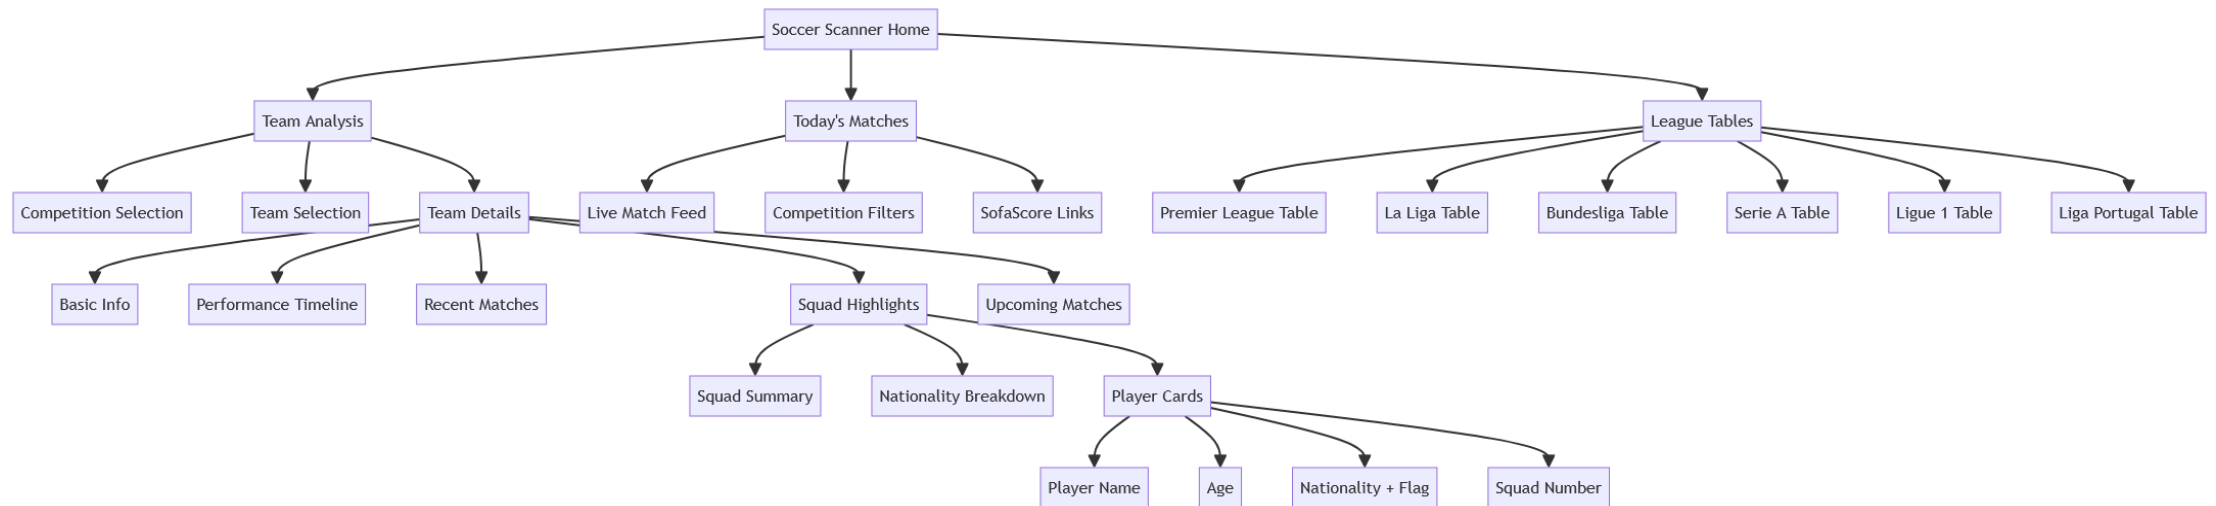 Soccer Scanner Home
Team Analysis
Today's Matches
League Tables
Competition Selection
Team Selection
Team Details
Live Match Feed
Competition Filters
SofaScore Links
Premier League Table
La Liga Table
Bundesliga Table
Serie A Table
Ligue 1 Table
Liga Portugal Table
Basic Info
Performance Timeline
Recent Matches
Squad Highlights
Upcoming Matches
Squad Summary
Nationality Breakdown
Player Cards
Player Name
Age
Nationality + Flag
Squad Number